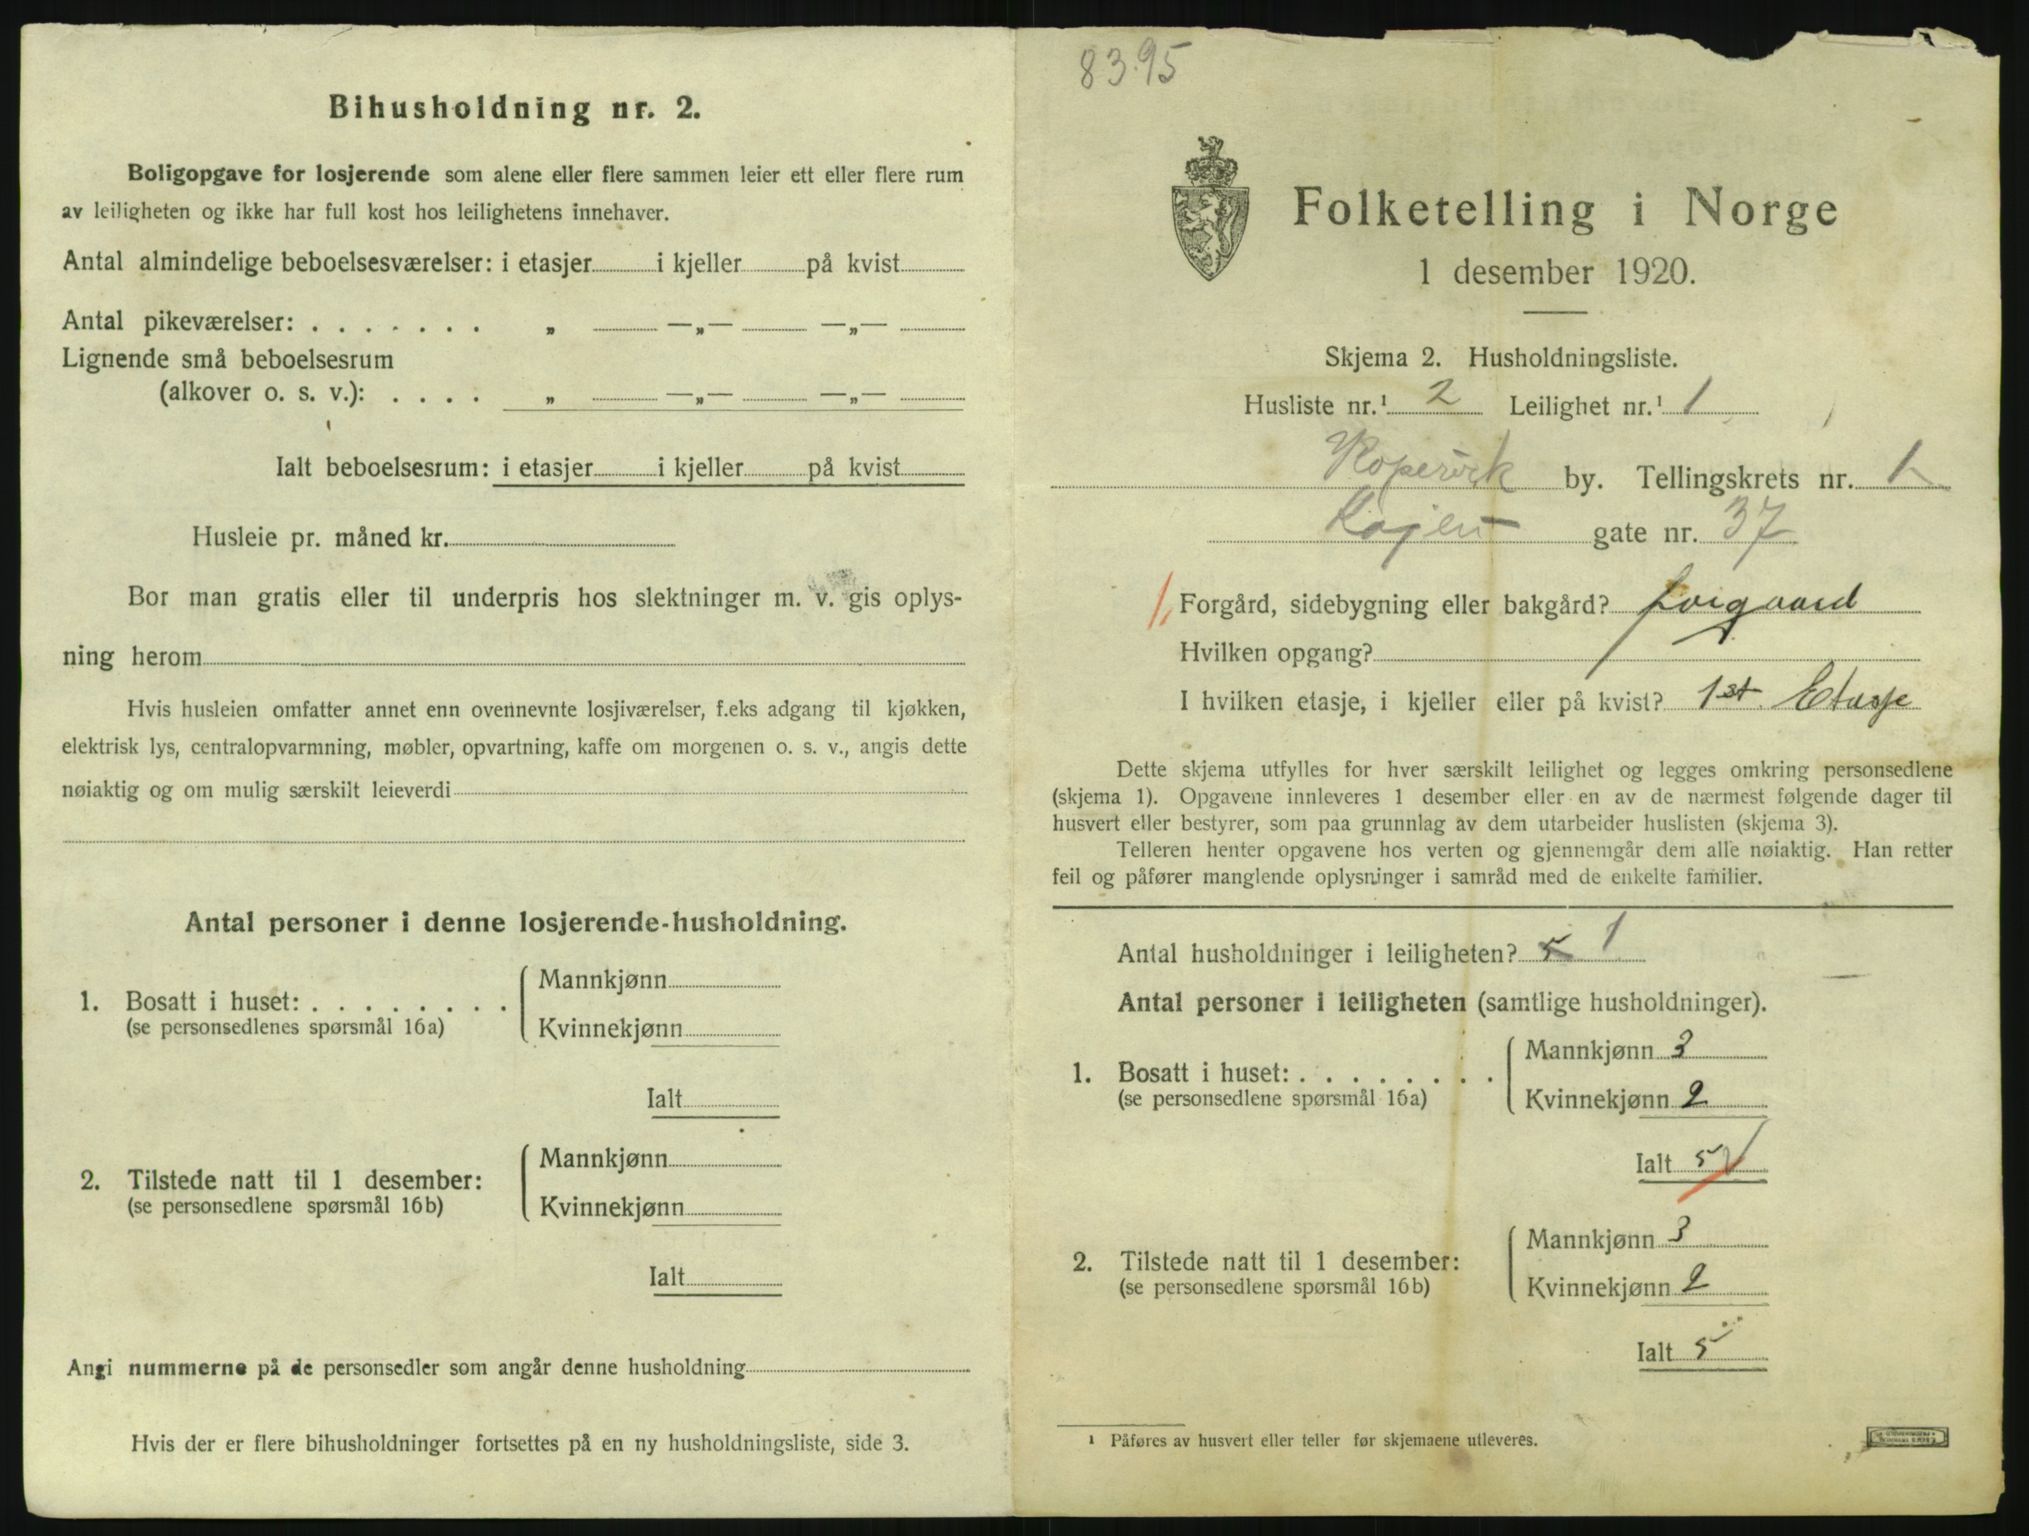 Bihusholdning nr. 2.
Boligopgave for losjerende som alene eller flere sammen leier ett eller flere rum
av leiligheten og ikke har full kost hos leilighetens innehaver.
Antal almindelige beboelsesværelser: i etasjer i kjeller på kvist
Antal pikeværelser: . . . . . . . „ —„— —„—
Lignende små beboelsesrum
(alkover o. s. v.): . . . . „ —„— —„—
Ialt beboelsesrum: i etasjer i kjeller på kvist
Husleie pr. måned kr.
Bor man gratis eller til underpris hos slektninger m. v. gis oplys-
ning herom
Hvis husleien omfatter annet enn ovennevnte losjiværelser, f.eks adgang til kjøkken,
elektrisk lys, centralopvarmning, møbler, opvartning, kaffe om morgenen o. s. v., angis dette
nøiaktig og om mulig særskilt leieverdi
Antal personer i denne losjerende-husholdning.
1. Bosatt i huset: . . . . . . . .
(se personsedlenes spørsmål 16a)
Mannkjønn
Kvinnekjønn
Ialt
2. Tilstede natt til 1 desember:
(se personsedlene spørsmål 16b)
Mannkjønn
Kvinnekjønn
Ialt
Angi nummerne på de personsedler som angår denne husholdning
Hvis der er flere bihusholdninger fortsettes på en ny husholdningsliste, side 3.
83.95
Folketelling i Norge
1 desember 1920.
Skjema 2. Husholdningsliste.
Husliste nr.¹ 2 Leilighet nr.¹ 1
Kopervik by. Tellingskrets nr. 1
Kajen gate nr. 37
1, Forgård, sidebygning eller bakgård? forgaard
Hvilken opgang?
I hvilken etasje, i kjeller eller på kvist? 1st. Etasje
Dette skjema utfylles for hver særskilt leilighet og legges omkring personsedlene
(skjema 1). Opgavene innleveres 1 desember eller en av de nærmest følgende dager til
husvert eller bestyrer, som paa grunnlag av dem utarbeider huslisten (skjema 3).
Telleren henter opgavene hos verten og gjennemgår dem alle nøiaktig. Han retter
feil og påfører manglende oplysninger i samråd med de enkelte familier.
Antal husholdninger i leiligheten? 5 1
Antal personer i leiligheten (samtlige husholdninger).
1. Bosatt i huset: . . . . . . . .
(se personsedlene spørsmål 16a)
Mannkjønn 3
Kvinnekjønn 2
Ialt 5
2. Tilstede natt til 1 desember:
(se personsedlene spørsmål 16b)
Mannkjønn 3
Kvinnekjønn 2
Ialt 5
¹ Påføres av husvert eller teller før skjemaene utleveres.